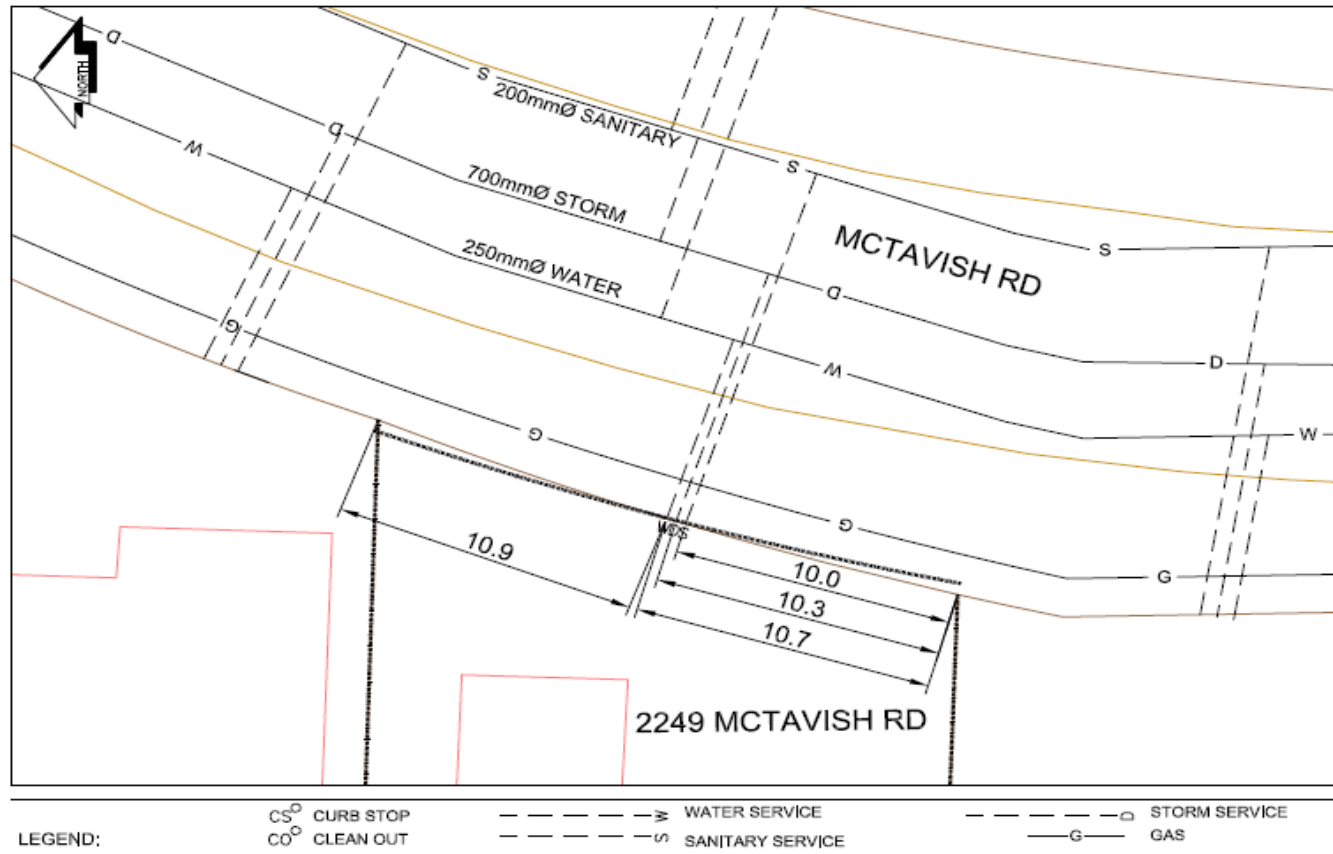 NORTH
D
S
200mmØ SANITARY
D
S
W
700mmØ STORM
MCTAVISH RD
S
250mmØ WATER
D
G
W
D
G
W
G
WDS
G
10.9
10.0
10.3
10.7
2249 MCTAVISH RD
LEGEND:
CS CURB STOP
CO CLEAN OUT
W WATER SERVICE
S SANITARY SERVICE
D STORM SERVICE
G GAS